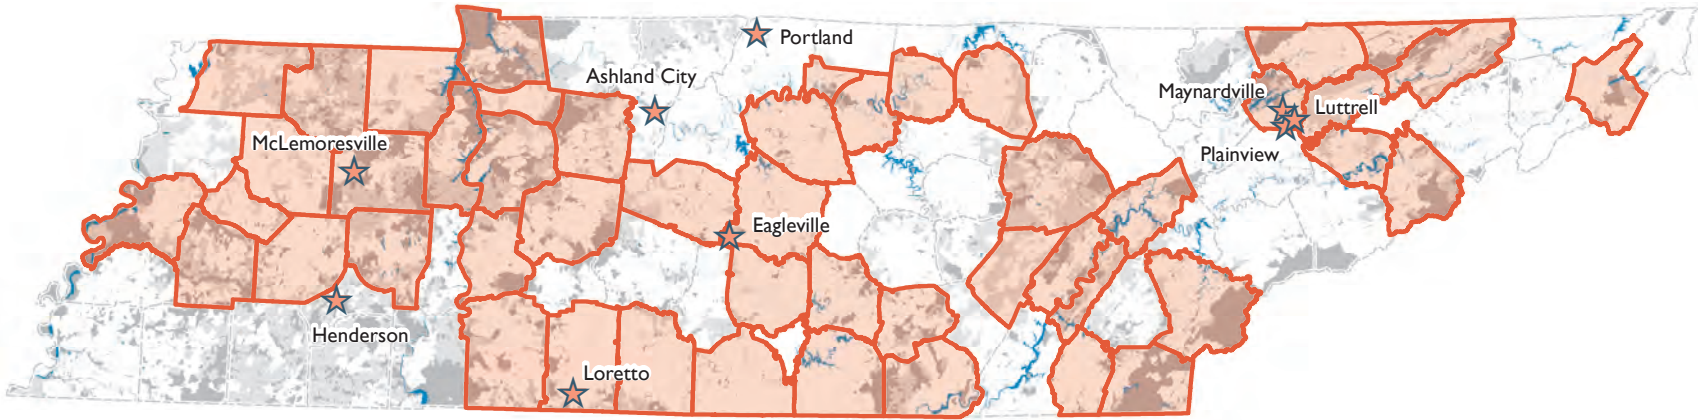 Portland
Ashland City
Maynardville
Luttrell
McLemoresville
Plainview
Eagleville
Henderson
Loretto